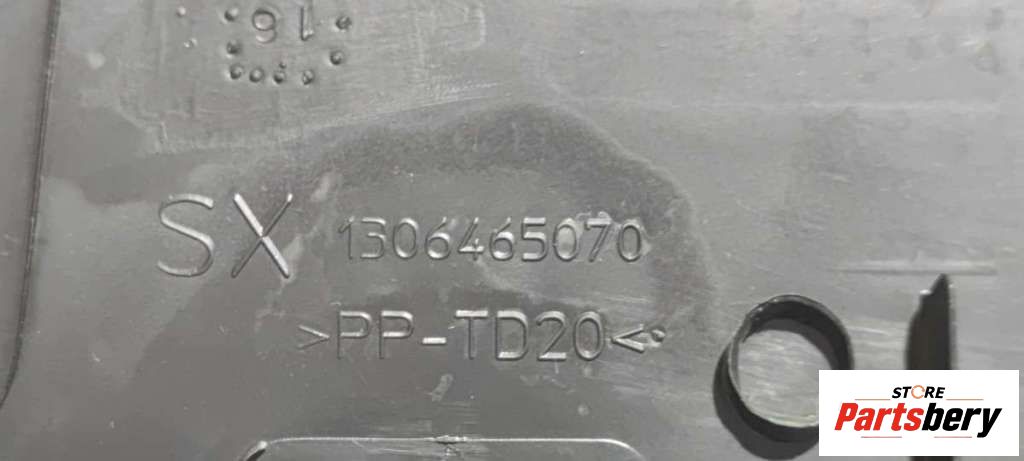 16
SX 1306465070
>PP-TD20<
STORE
Partsbery